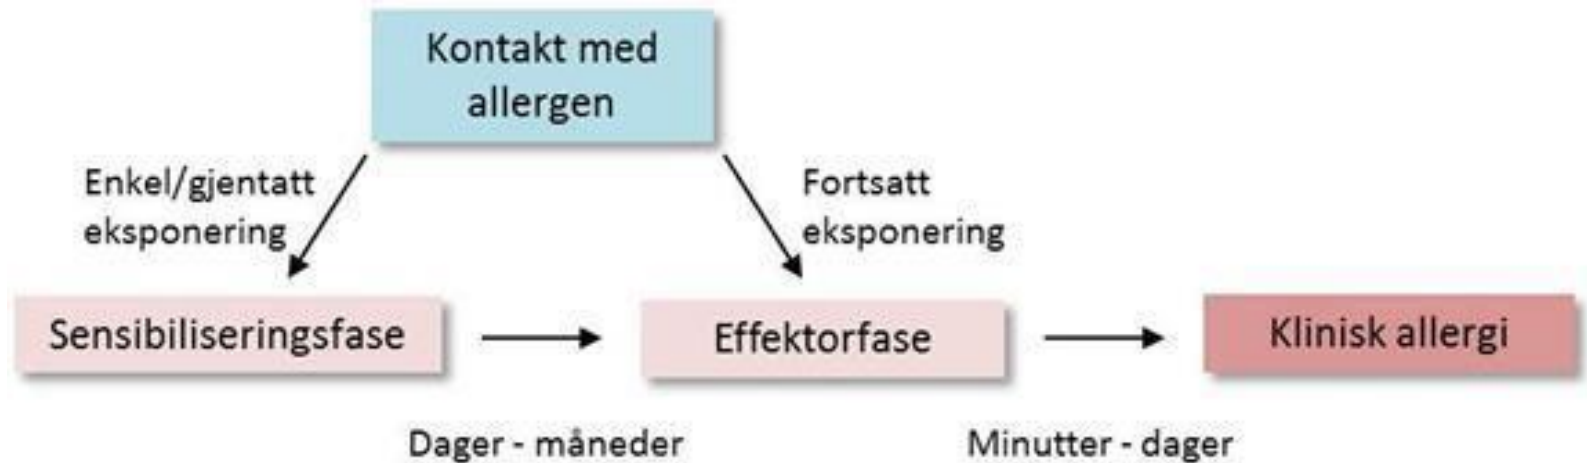 Kontakt med
allergen
Enkel/gjentatt
eksponering
Fortsatt
eksponering
Sensibiliseringsfase
Effektorfase
Klinisk allergi
Dager - måneder
Minutter - dager